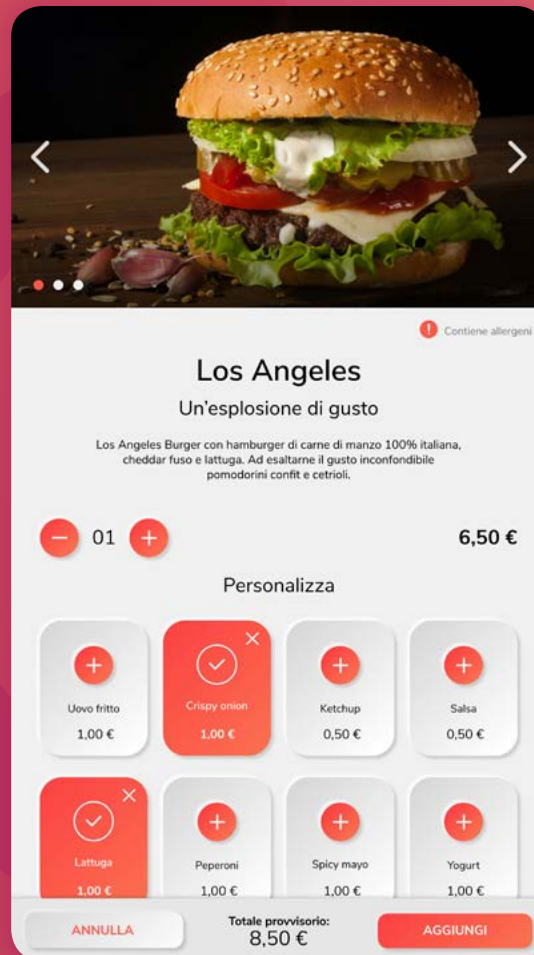 Contiene allergeni
Los Angeles
Un'esplosione di gusto
Los Angeles Burger con hamburger di carne di manzo 100% italiana,
cheddar fuso e lattuga. Ad esaltarne il gusto inconfondibile
pomodorini confit e cetrioli.
01
6,50 €
Personalizza
Uovo fritto
1,00 €
Crispy onion
1,00 €
Ketchup
0,50 €
Salsa
0,50 €
Lattuga
1,00 €
Peperoni
1,00 €
Spicy mayo
1,00 €
Yogurt
1,00 €
ANNULLA
Totale provvisorio:
8,50 €
AGGIUNGI